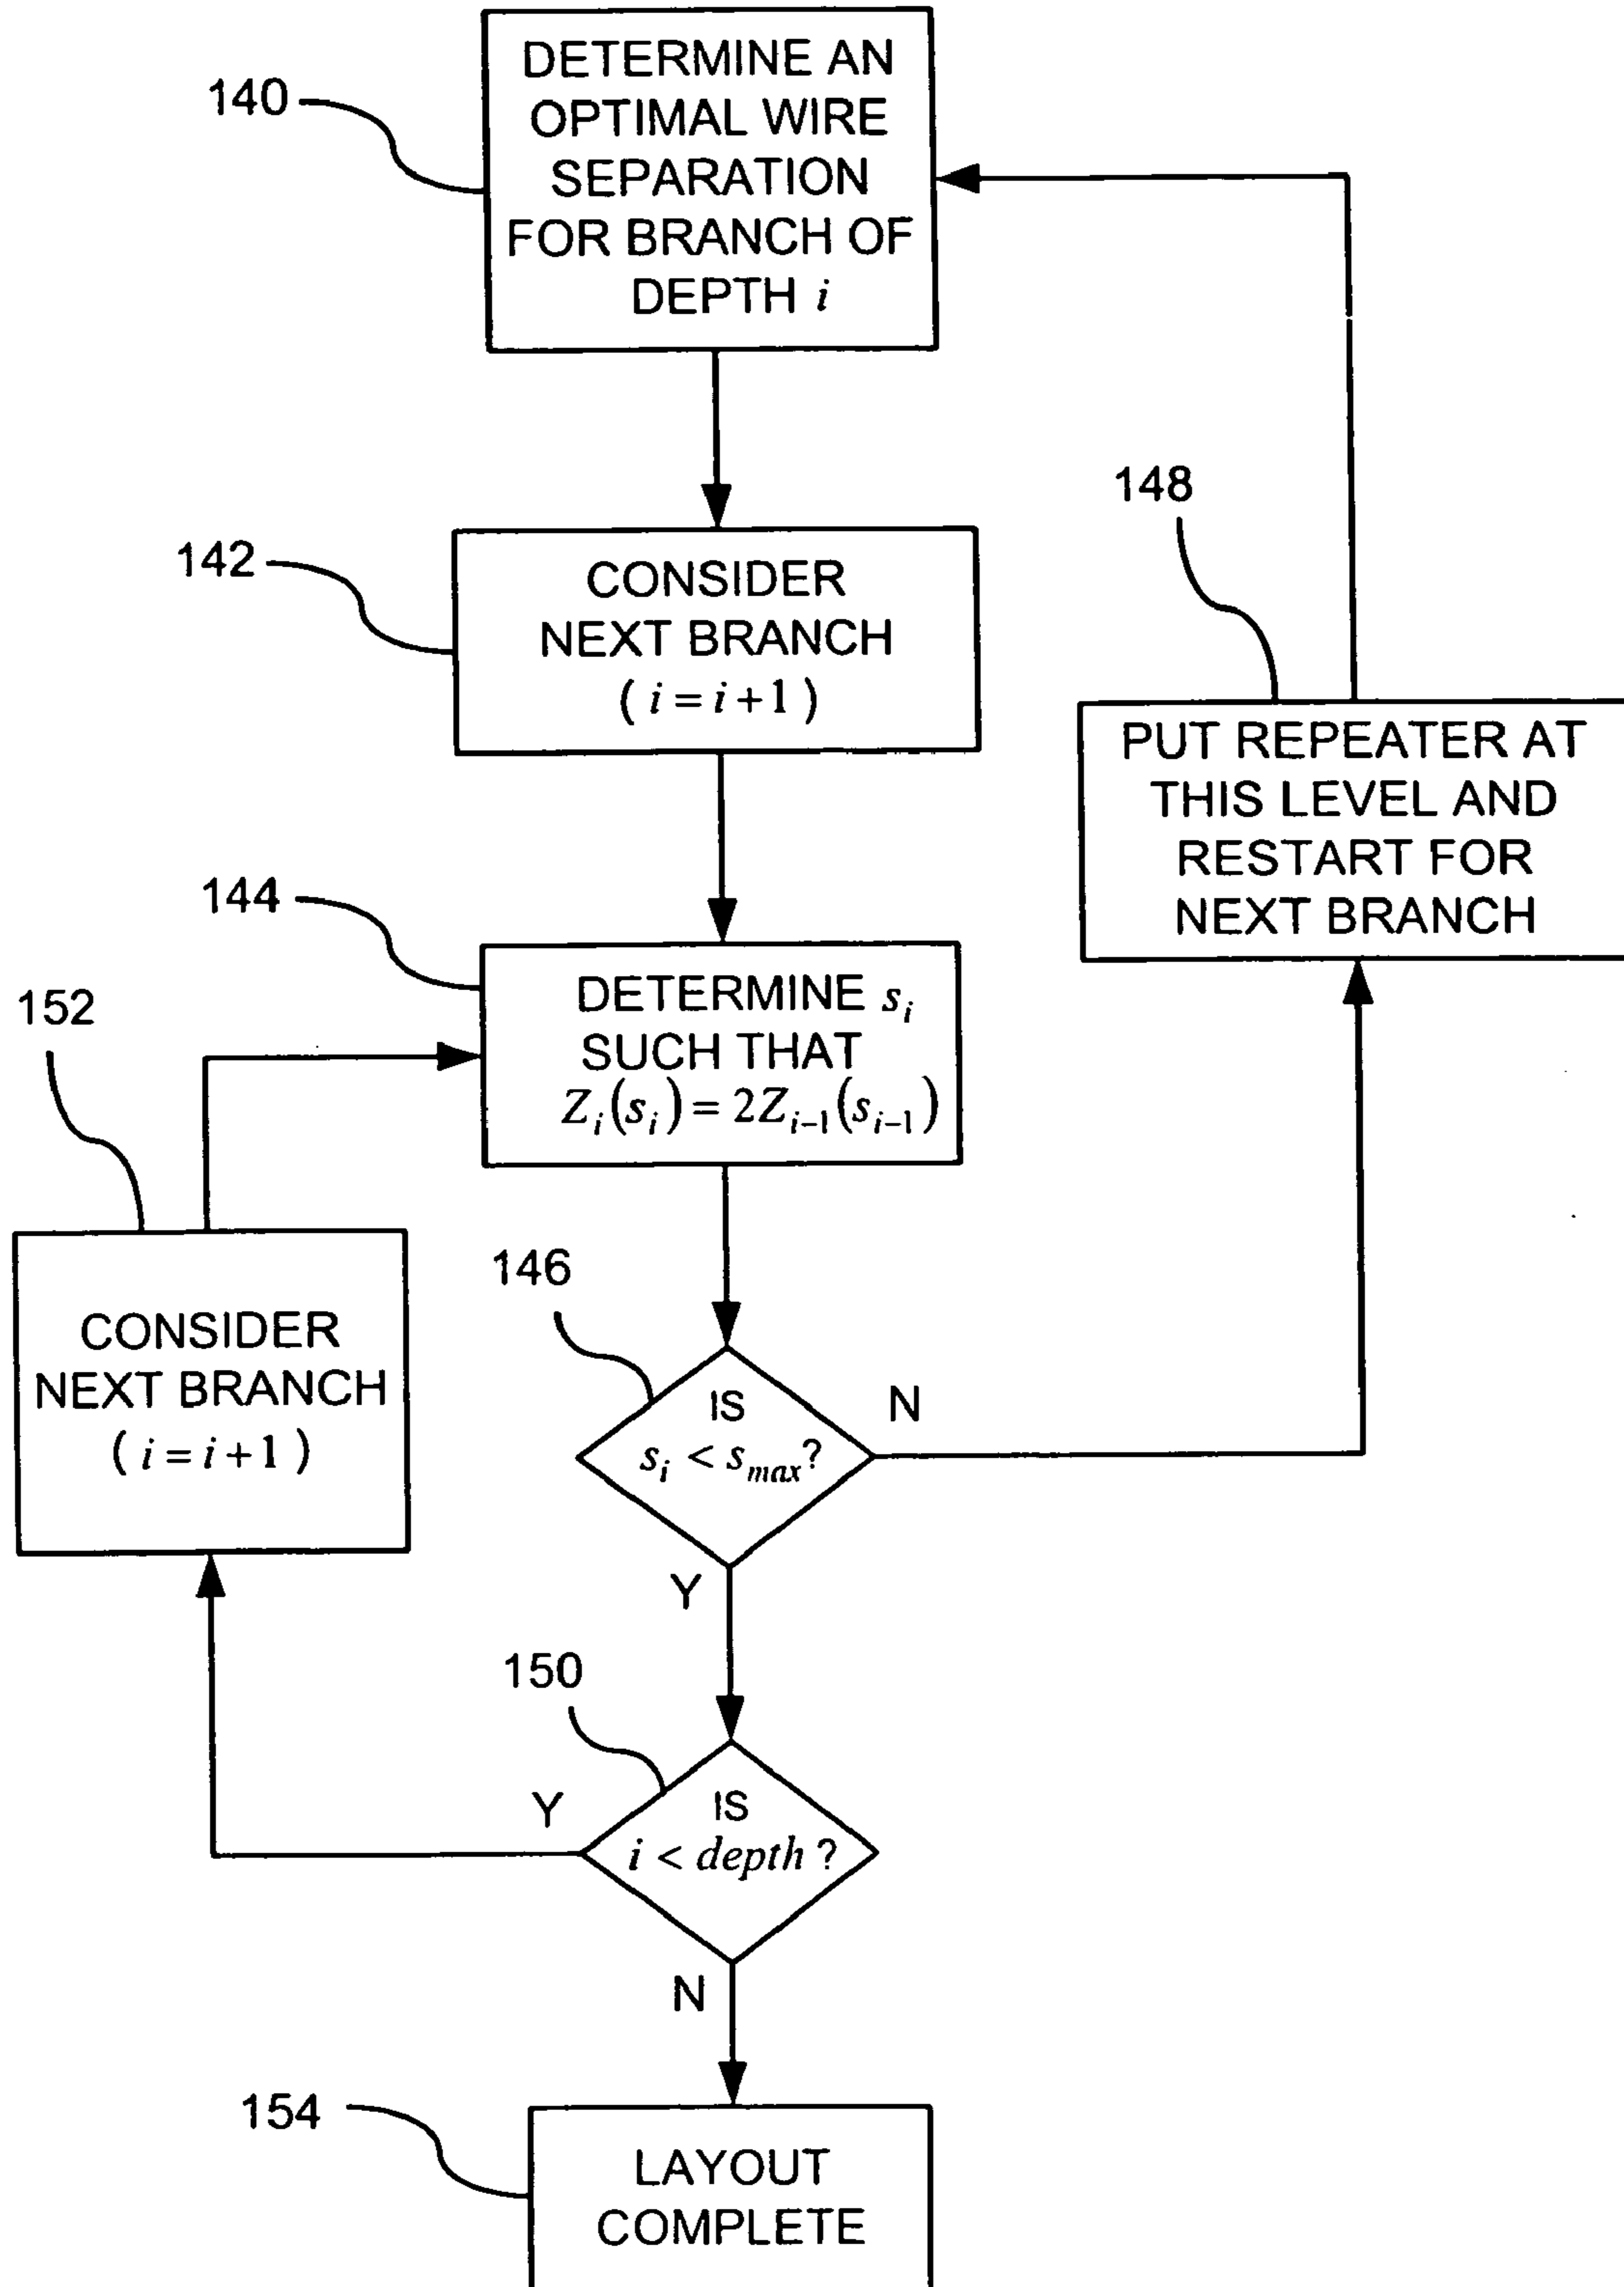 140
DETERMINE AN
OPTIMAL WIRE
SEPARATION
FOR BRANCH OF
DEPTH i
142
CONSIDER
NEXT BRANCH
( i = i + 1 )
148
PUT REPEATER AT
THIS LEVEL AND
RESTART FOR
NEXT BRANCH
144
DETERMINE s_i
SUCH THAT
Z_i(s_i) = 2Z_{i-1}(s_{i-1})
152
CONSIDER
NEXT BRANCH
( i = i + 1 )
146
IS
s_i < s_{max}?
N
Y
150
IS
i < depth ?
Y
N
154
LAYOUT
COMPLETE